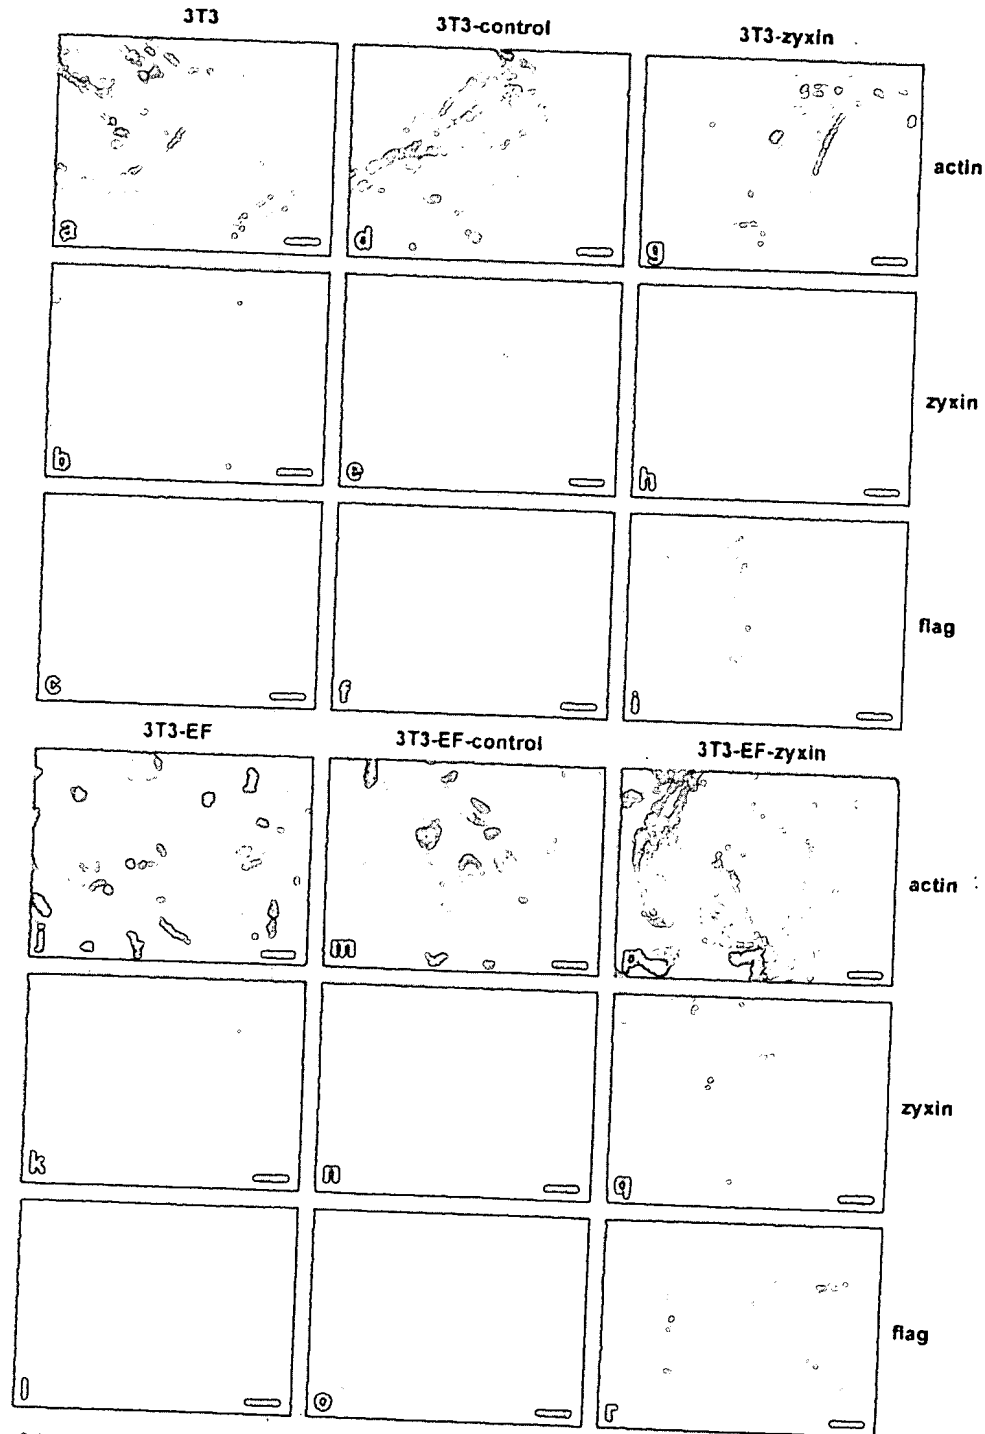 3T3 3T3-control 3T3-zyxin
a d g actin
b e h zyxin
c f i flag
3T3-EF 3T3-EF-control 3T3-EF-zyxin
j m p actin
k n q zyxin
l o r flag